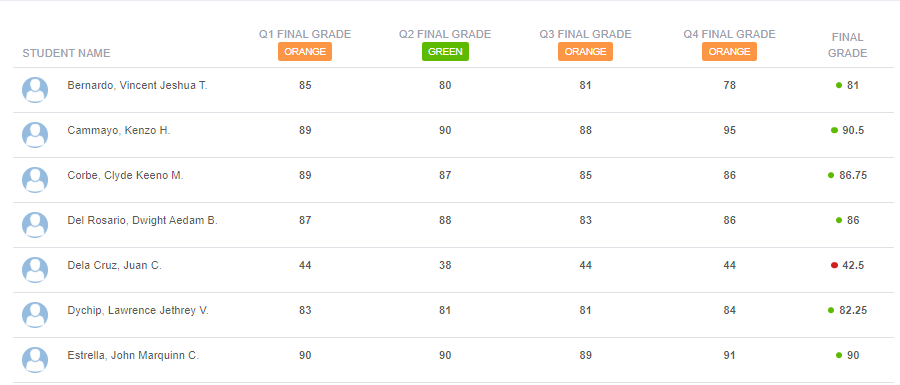 STUDENT NAME Q1 FINAL GRADE Q2 FINAL GRADE Q3 FINAL GRADE Q4 FINAL GRADE FINAL GRADE
ORANGE GREEN ORANGE ORANGE
Bernardo, Vincent Jeshua T. 85 80 81 78 81
Cammayo, Kenzo H. 89 90 88 95 90.5
Corbe, Clyde Keeno M. 89 87 85 86 86.75
Del Rosario, Dwight Aedam B. 87 88 83 86 86
Dela Cruz, Juan C. 44 38 44 44 42.5
Dychip, Lawrence Jethrey V. 83 81 81 84 82.25
Estrella, John Marquinn C. 90 90 89 91 90